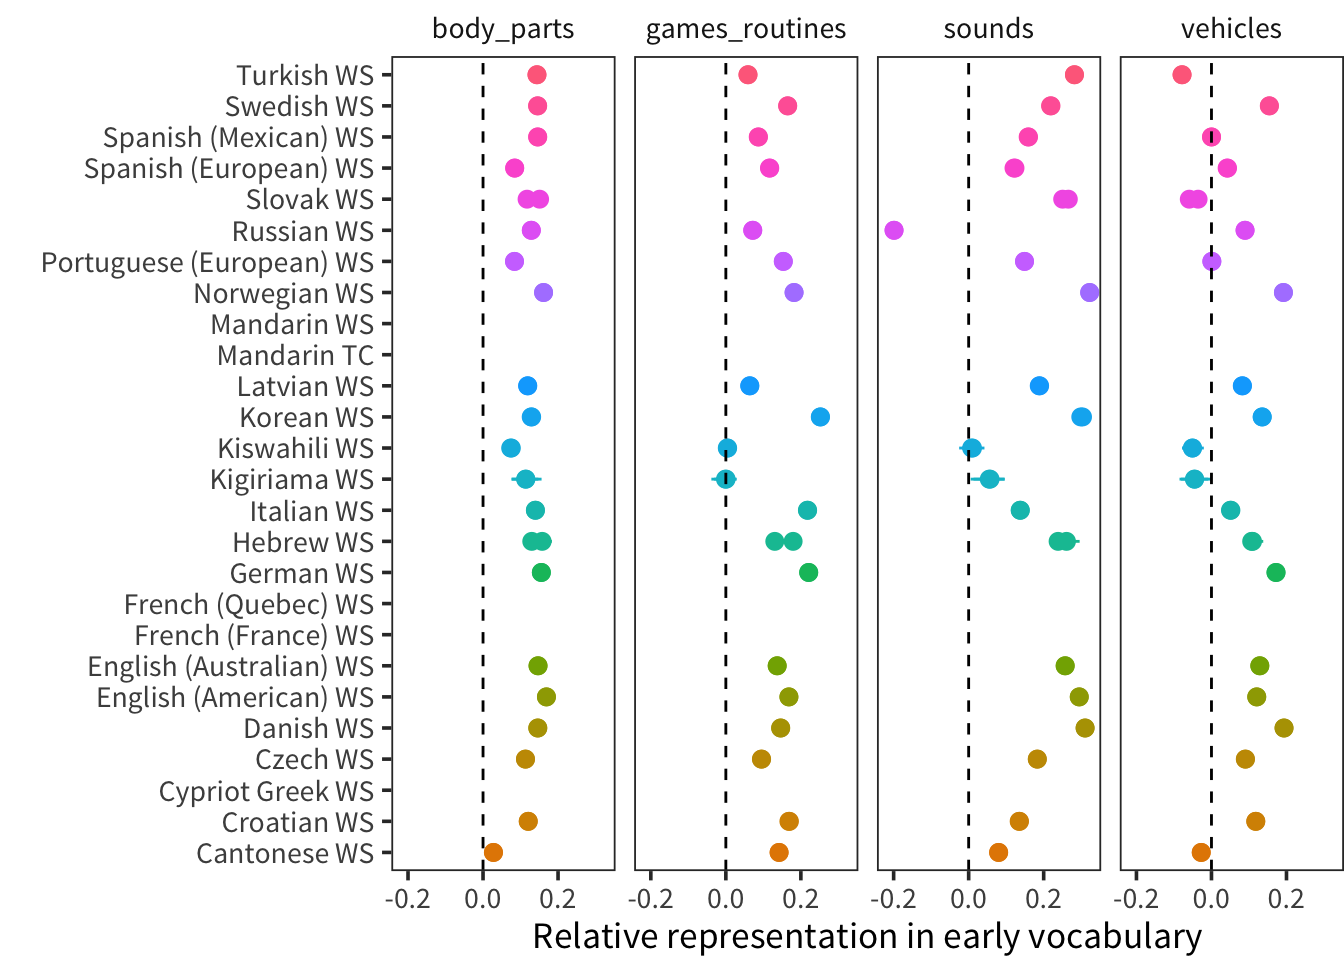 body_parts games_routines sounds vehicles
Turkish WS
Swedish WS
Spanish (Mexican) WS
Spanish (European) WS
Slovak WS
Russian WS
Portuguese (European) WS
Norwegian WS
Mandarin WS
Mandarin TC
Latvian WS
Korean WS
Kiswahili WS
Kigiriama WS
Italian WS
Hebrew WS
German WS
French (Quebec) WS
French (France) WS
English (Australian) WS
English (American) WS
Danish WS
Czech WS
Cypriot Greek WS
Croatian WS
Cantonese WS
-0.2 0.0 0.2 -0.2 0.0 0.2 -0.2 0.0 0.2 -0.2 0.0 0.2
Relative representation in early vocabulary